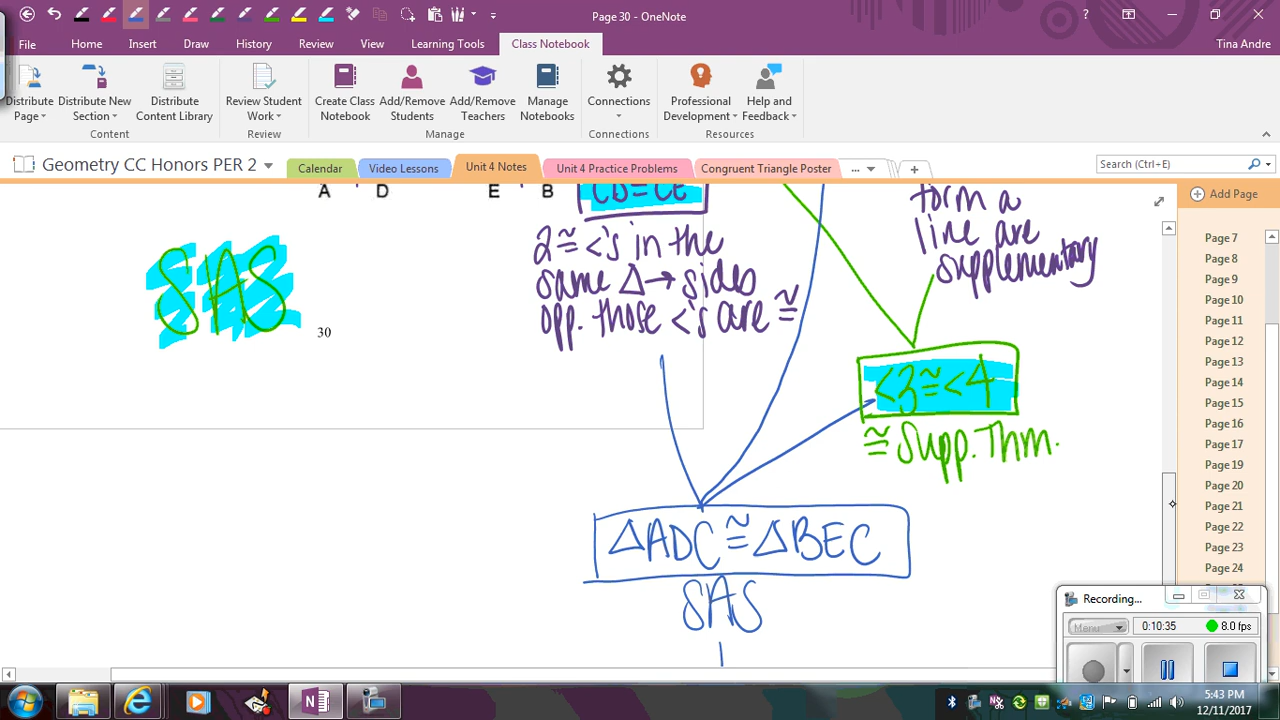 Page 30 - OneNote
?
File
Home
Insert
Draw
History
Review
View
Learning Tools
Class Notebook
Tina Andre
Distribute Page
Distribute New Section
Distribute Content Library
Review Student Work
Create Class Notebook
Add/Remove Students
Add/Remove Teachers
Manage Notebooks
Connections
Professional Development
Help and Feedback
Content
Review
Manage
Connections
Resources
Geometry CC Honors PER 2
Calendar
Video Lessons
Unit 4 Notes
Unit 4 Practice Problems
Congruent Triangle Poster
...
Search (Ctrl+E)
Add Page
A D E B
CD≅CE
2 ≅ <'s in the
same Δ → sides
opp. those <'s are ≅
form a
line are
supplementary
SAS
30
<3≅<4
≅ Supp. Thm.
ΔADC≅ΔBEC
SAS
Page 7
Page 8
Page 9
Page 10
Page 11
Page 12
Page 13
Page 14
Page 15
Page 16
Page 17
Page 18
Page 19
Page 20
Page 21
Page 22
Page 23
Page 24
Recording...
Menu
0:10:35
8.0 fps
5:43 PM
12/11/2017